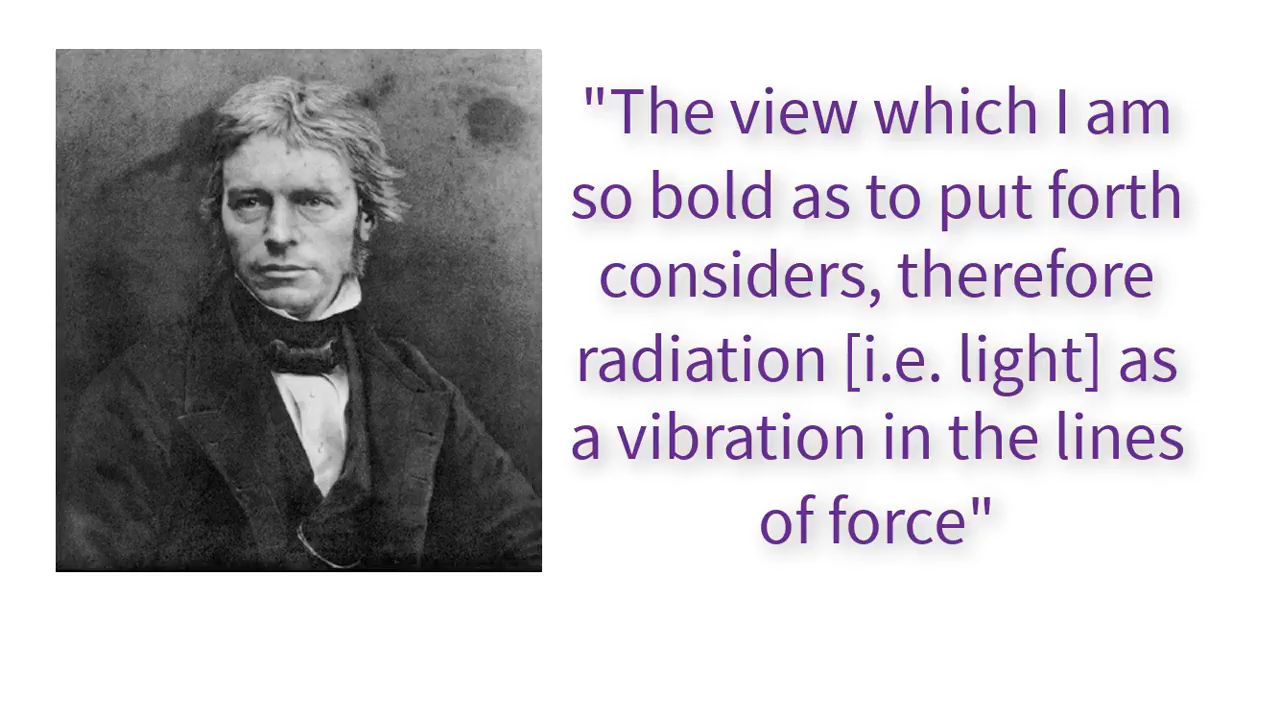 "The view which I am
so bold as to put forth
considers, therefore
radiation [i.e. light] as
a vibration in the lines
of force"